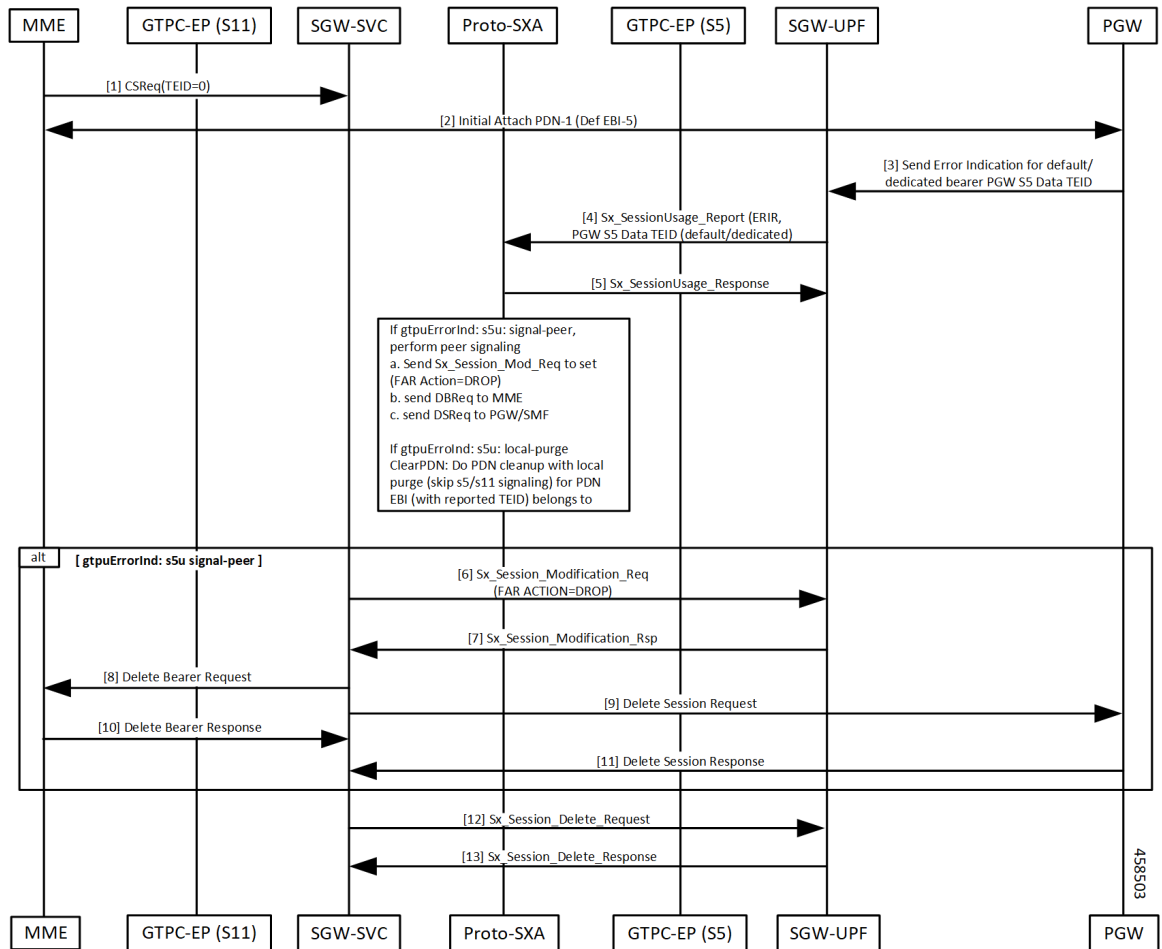 MME
GTPC-EP (S11)
SGW-SVC
Proto-SXA
GTPC-EP (S5)
SGW-UPF
PGW
[1] CSReq(TEID=0)
[2] Initial Attach PDN-1 (Def EBI-5)
[3] Send Error Indication for default/
dedicated bearer PGW S5 Data TEID
[4] Sx_SessionUsage_Report (ERIR,
PGW S5 Data TEID (default/dedicated)
[5] Sx_SessionUsage_Response
If gtpuErrorInd: s5u: signal-peer,
perform peer signaling
a. Send Sx_Session_Mod_Req to set
(FAR Action=DROP)
b. send DBReq to MME
c. send DSReq to PGW/SMF
If gtpuErroInd: s5u: local-purge
ClearPDN: Do PDN cleanup with local
purge (skip s5/s11 signaling) for PDN
EBI (with reported TEID) belongs to
alt
[ gtpuErrorInd: s5u signal-peer ]
[6] Sx_Session_Modification_Req
(FAR ACTION=DROP)
[7] Sx_Session_Modification_Rsp
[8] Delete Bearer Request
[9] Delete Session Request
[10] Delete Bearer Response
[11] Delete Session Response
[12] Sx_Session_Delete_Request
[13] Sx_Session_Delete_Response
458503
MME
GTPC-EP (S11)
SGW-SVC
Proto-SXA
GTPC-EP (S5)
SGW-UPF
PGW